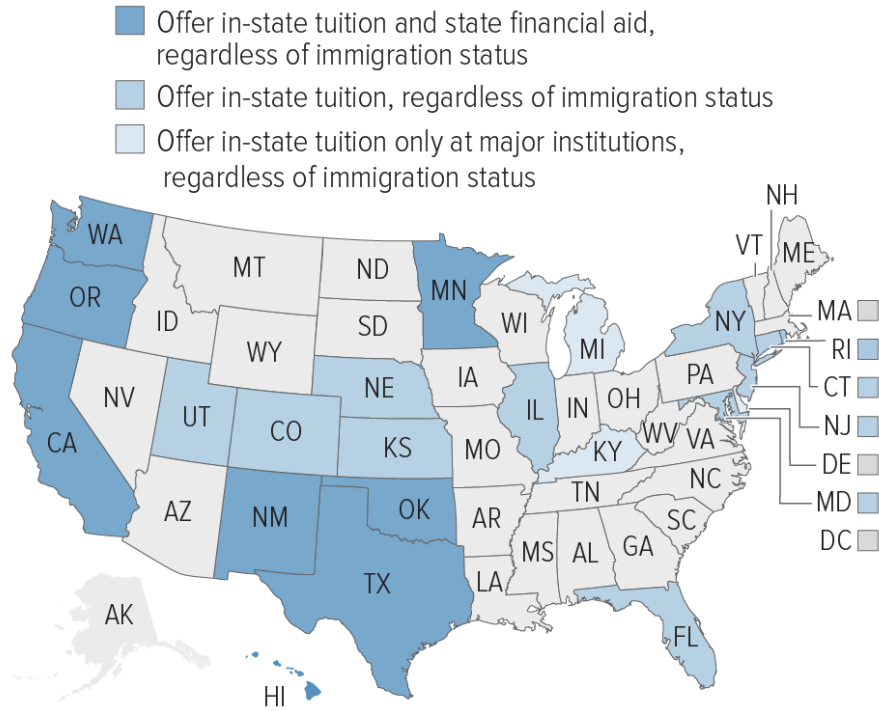 Offer in-state tuition and state financial aid,
regardless of immigration status
Offer in-state tuition, regardless of immigration status
Offer in-state tuition only at major institutions,
regardless of immigration status
NH
WA
VT
ME
MT
ND
MN
OR
MA
ID
SD
WI
NY
MI
RI
WY
IA
PA
CT
NE
NV
OH
UT
IL
IN
NJ
CO
WV
VA
CA
KS
MO
KY
DE
NC
TN
MD
AZ
NM
OK
AR
SC
DC
MS
AL
GA
TX
LA
AK
FL
HI